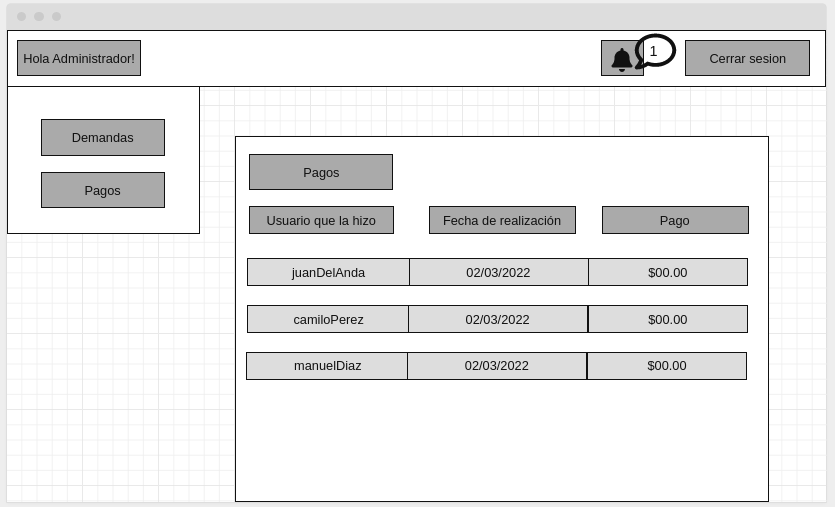 Hola Administrador!
1
Cerrar sesion
Demandas
Pagos
Pagos
Usuario que la hizo Fecha de realización Pago
juanDelAnda 02/03/2022 $00.00
camiloPerez 02/03/2022 $00.00
manuelDiaz 02/03/2022 $00.00